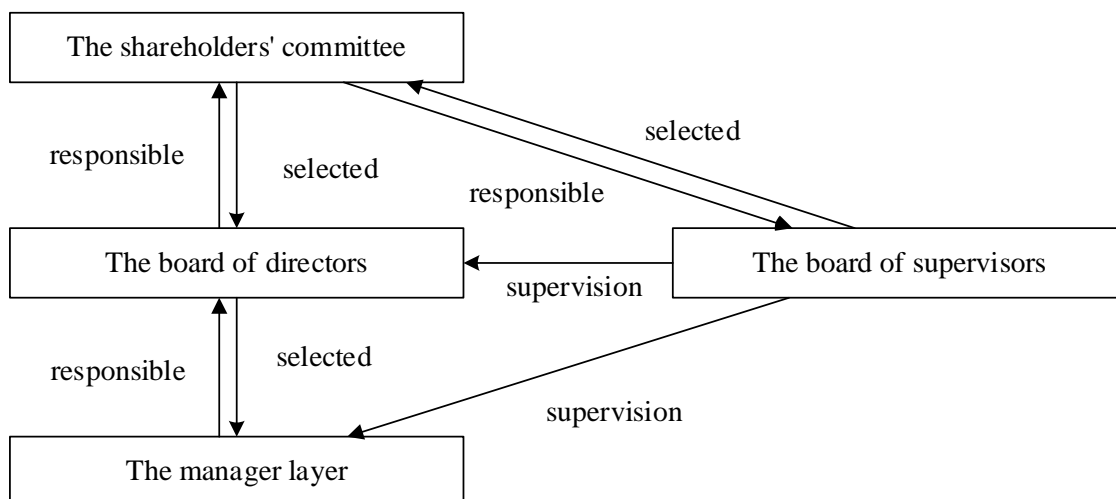 The shareholders' committee
selected
responsible
selected
responsible
The board of directors
The board of supervisors
supervision
selected
responsible
supervision
The manager layer